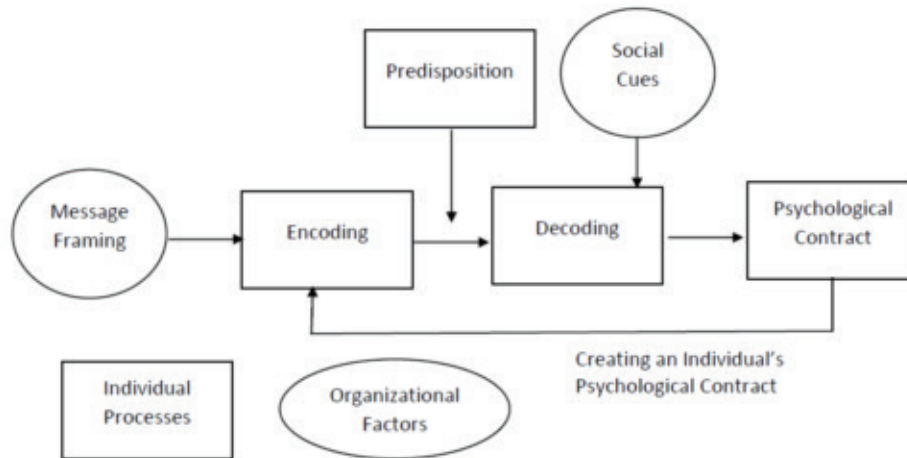 Predisposition
Social
Cues
Message
Framing
Encoding
Decoding
Psychological
Contract
Creating an Individual's
Psychological Contract
Individual
Processes
Organizational
Factors